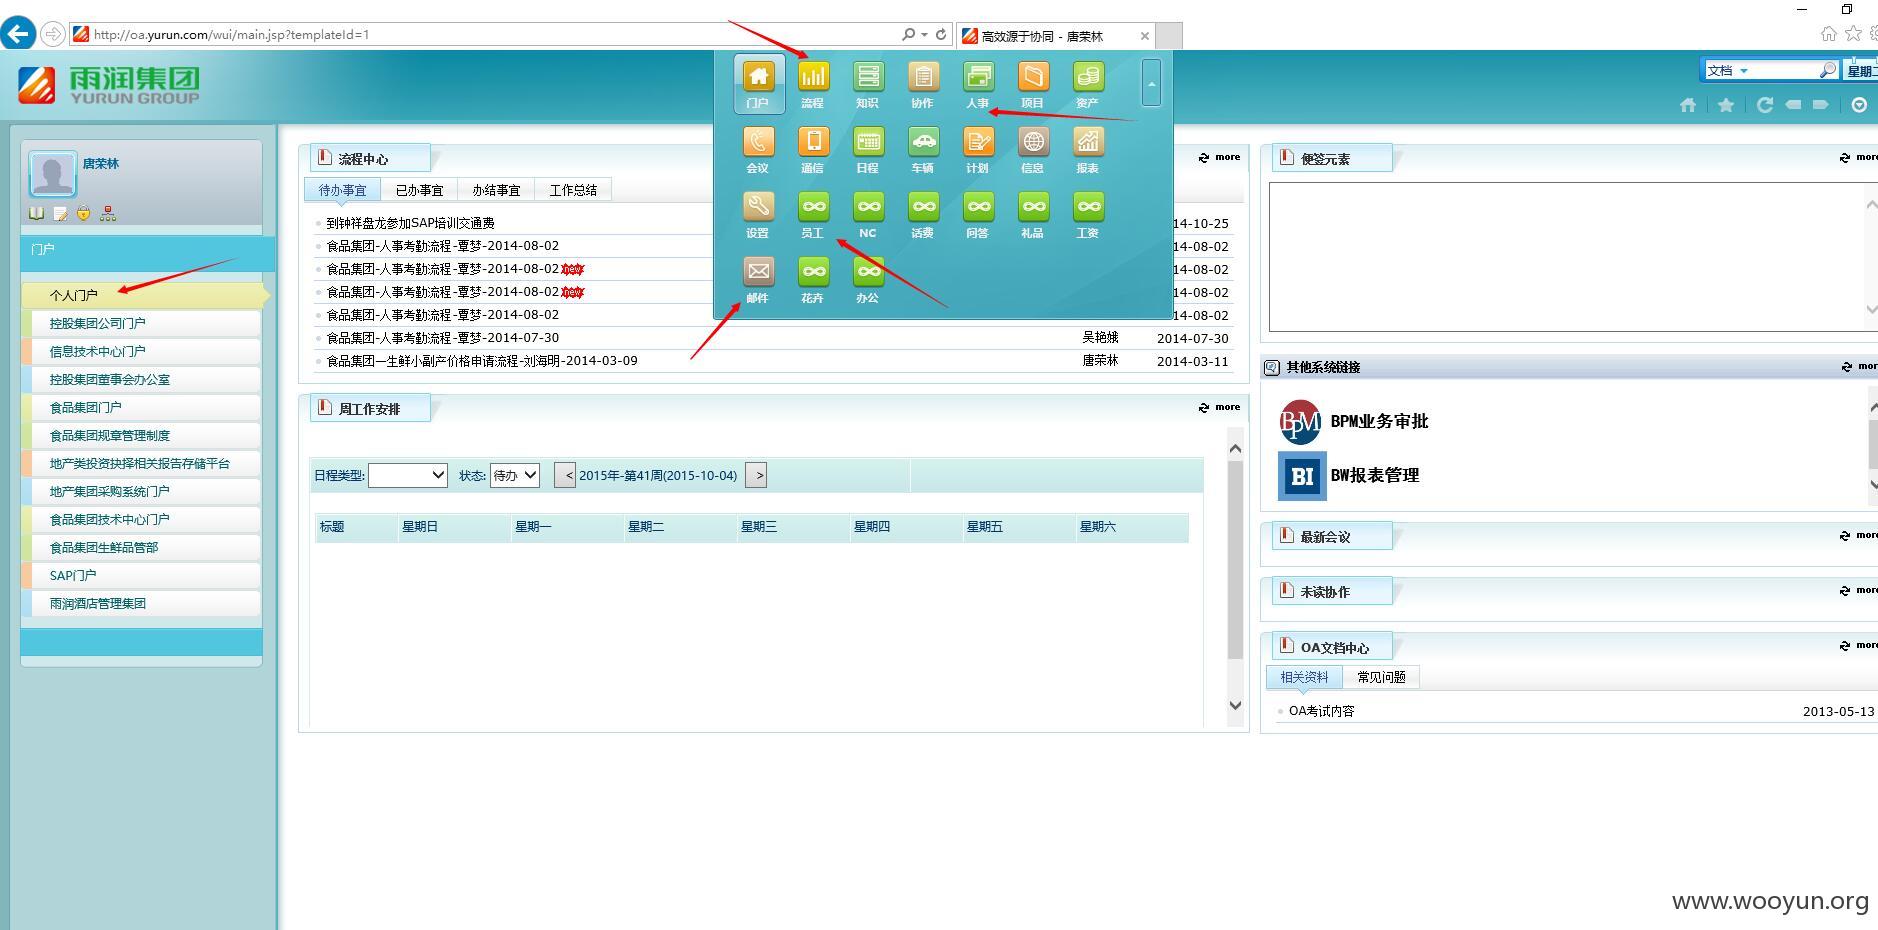 http://oa.yurun.com/wui/main.jsp?templateId=1
高效源于协同 - 唐荣林
雨润集团
YURUN GROUP
文档
星期二
门户 流程 知识 协作 人事 项目 资产
会议 通信 日程 车辆 计划 信息 报表
设置 员工 NC 话费 问答 礼品 工资
邮件 花卉 办公
唐荣林
门户
个人门户
控股集团公司门户
信息技术中心门户
控股集团董事会办公室
食品集团门户
食品集团规章管理制度
地产类投资抉择相关报告存储平台
地产集团采购系统门户
食品集团技术中心门户
食品集团生鲜品管部
SAP门户
雨润酒店管理集团
流程中心
more
待办事宜 已办事宜 办结事宜 工作总结
到钟祥盘龙参加SAP培训交通费 14-10-25
食品集团-人事考勤流程-覃梦-2014-08-02 14-08-02
食品集团-人事考勤流程-覃梦-2014-08-02 new 14-08-02
食品集团-人事考勤流程-覃梦-2014-08-02 new 14-08-02
食品集团-人事考勤流程-覃梦-2014-08-02 14-08-02
食品集团-人事考勤流程-覃梦-2014-07-30 吴艳娥 2014-07-30
食品集团一生鲜小副产价格申请流程-刘海明-2014-03-09 唐荣林 2014-03-11
周工作安排
more
日程类型: 状态: 待办 < 2015年-第41周(2015-10-04) >
标题 星期日 星期一 星期二 星期三 星期四 星期五 星期六
便签元素
more
其他系统链接
mor
BPM BPM业务审批
BI BW报表管理
最新会议
more
未读协作
more
OA文档中心
more
相关资料 常见问题
OA考试内容 2013-05-13
www.wooyun.org